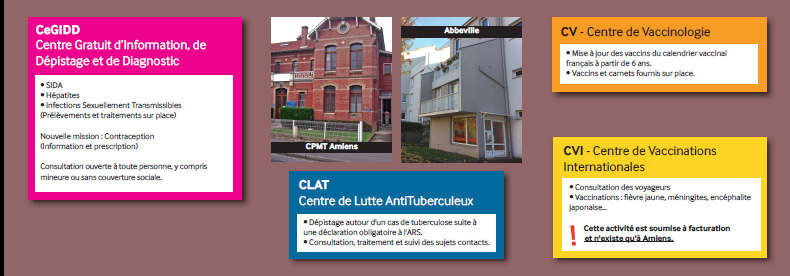 CeGIDD
Centre Gratuit d'Information, de
Dépistage et de Diagnostic
• SIDA
• Hépatites
• Infections Sexuellement Transmissibles
(Prélèvements et traitements sur place)
Nouvelle mission : Contraception
(Information et prescription)
Consultation ouverte à toute personne, y compris
mineure ou sans couverture sociale.
CPMT Amiens
Abbeville
CLAT
Centre de Lutte AntiTuberculeux
• Dépistage autour d'un cas de tuberculose suite à
une déclaration obligatoire à l'ARS.
• Consultation, traitement et suivi des sujets contacts.
CV - Centre de Vaccinologie
• Mise à jour des vaccins du calendrier vaccinal
français à partir de 6 ans.
• Vaccins et carnets fournis sur place.
CVI - Centre de Vaccinations
Internationales
• Consultation des voyageurs
• Vaccinations : fièvre jaune, méningites, encéphalite
japonaise...
! Cette activité est soumise à facturation
et n'existe qu'à Amiens.